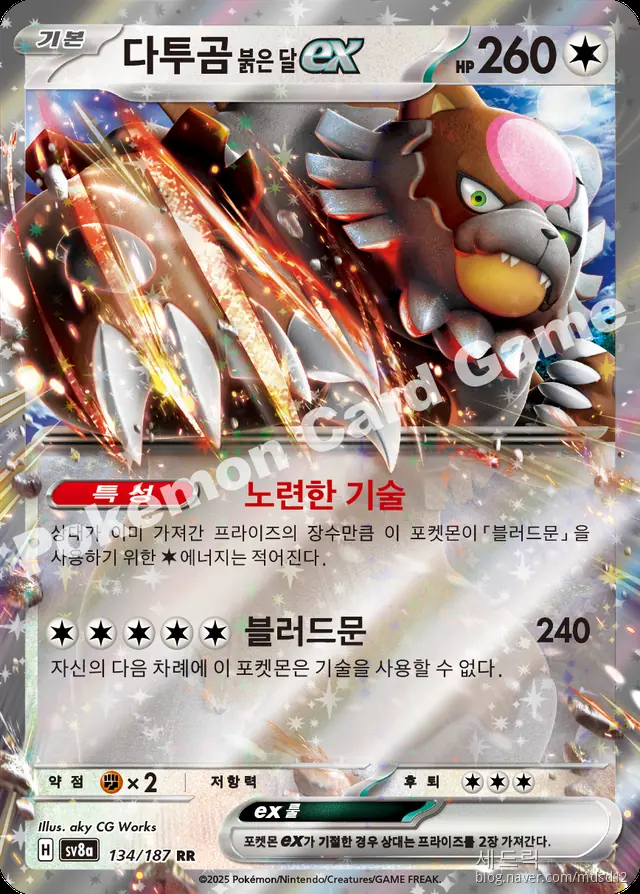 기본
다투곰 붉은 달 ex HP 260
Pokémon Card Game
특성 노련한 기술
상대가 이미 가져간 프라이즈의 장수만큼 이 포켓몬이 「블러드문」을
사용하기 위한 에너지는 적어진다.
블러드문 240
자신의 다음 차례에 이 포켓몬은 기술을 사용할 수 없다.
약점 ×2 저항력 후퇴
ex 룰
포켓몬 ex가 기절한 경우 상대는 프라이즈를 2장 가져간다.
illus. aky CG Works
H sv8a 134/187 RR
©2025 Pokémon/Nintendo/Creatures/GAME FREAK.
세드릭
blog.naver.com/mdsd12